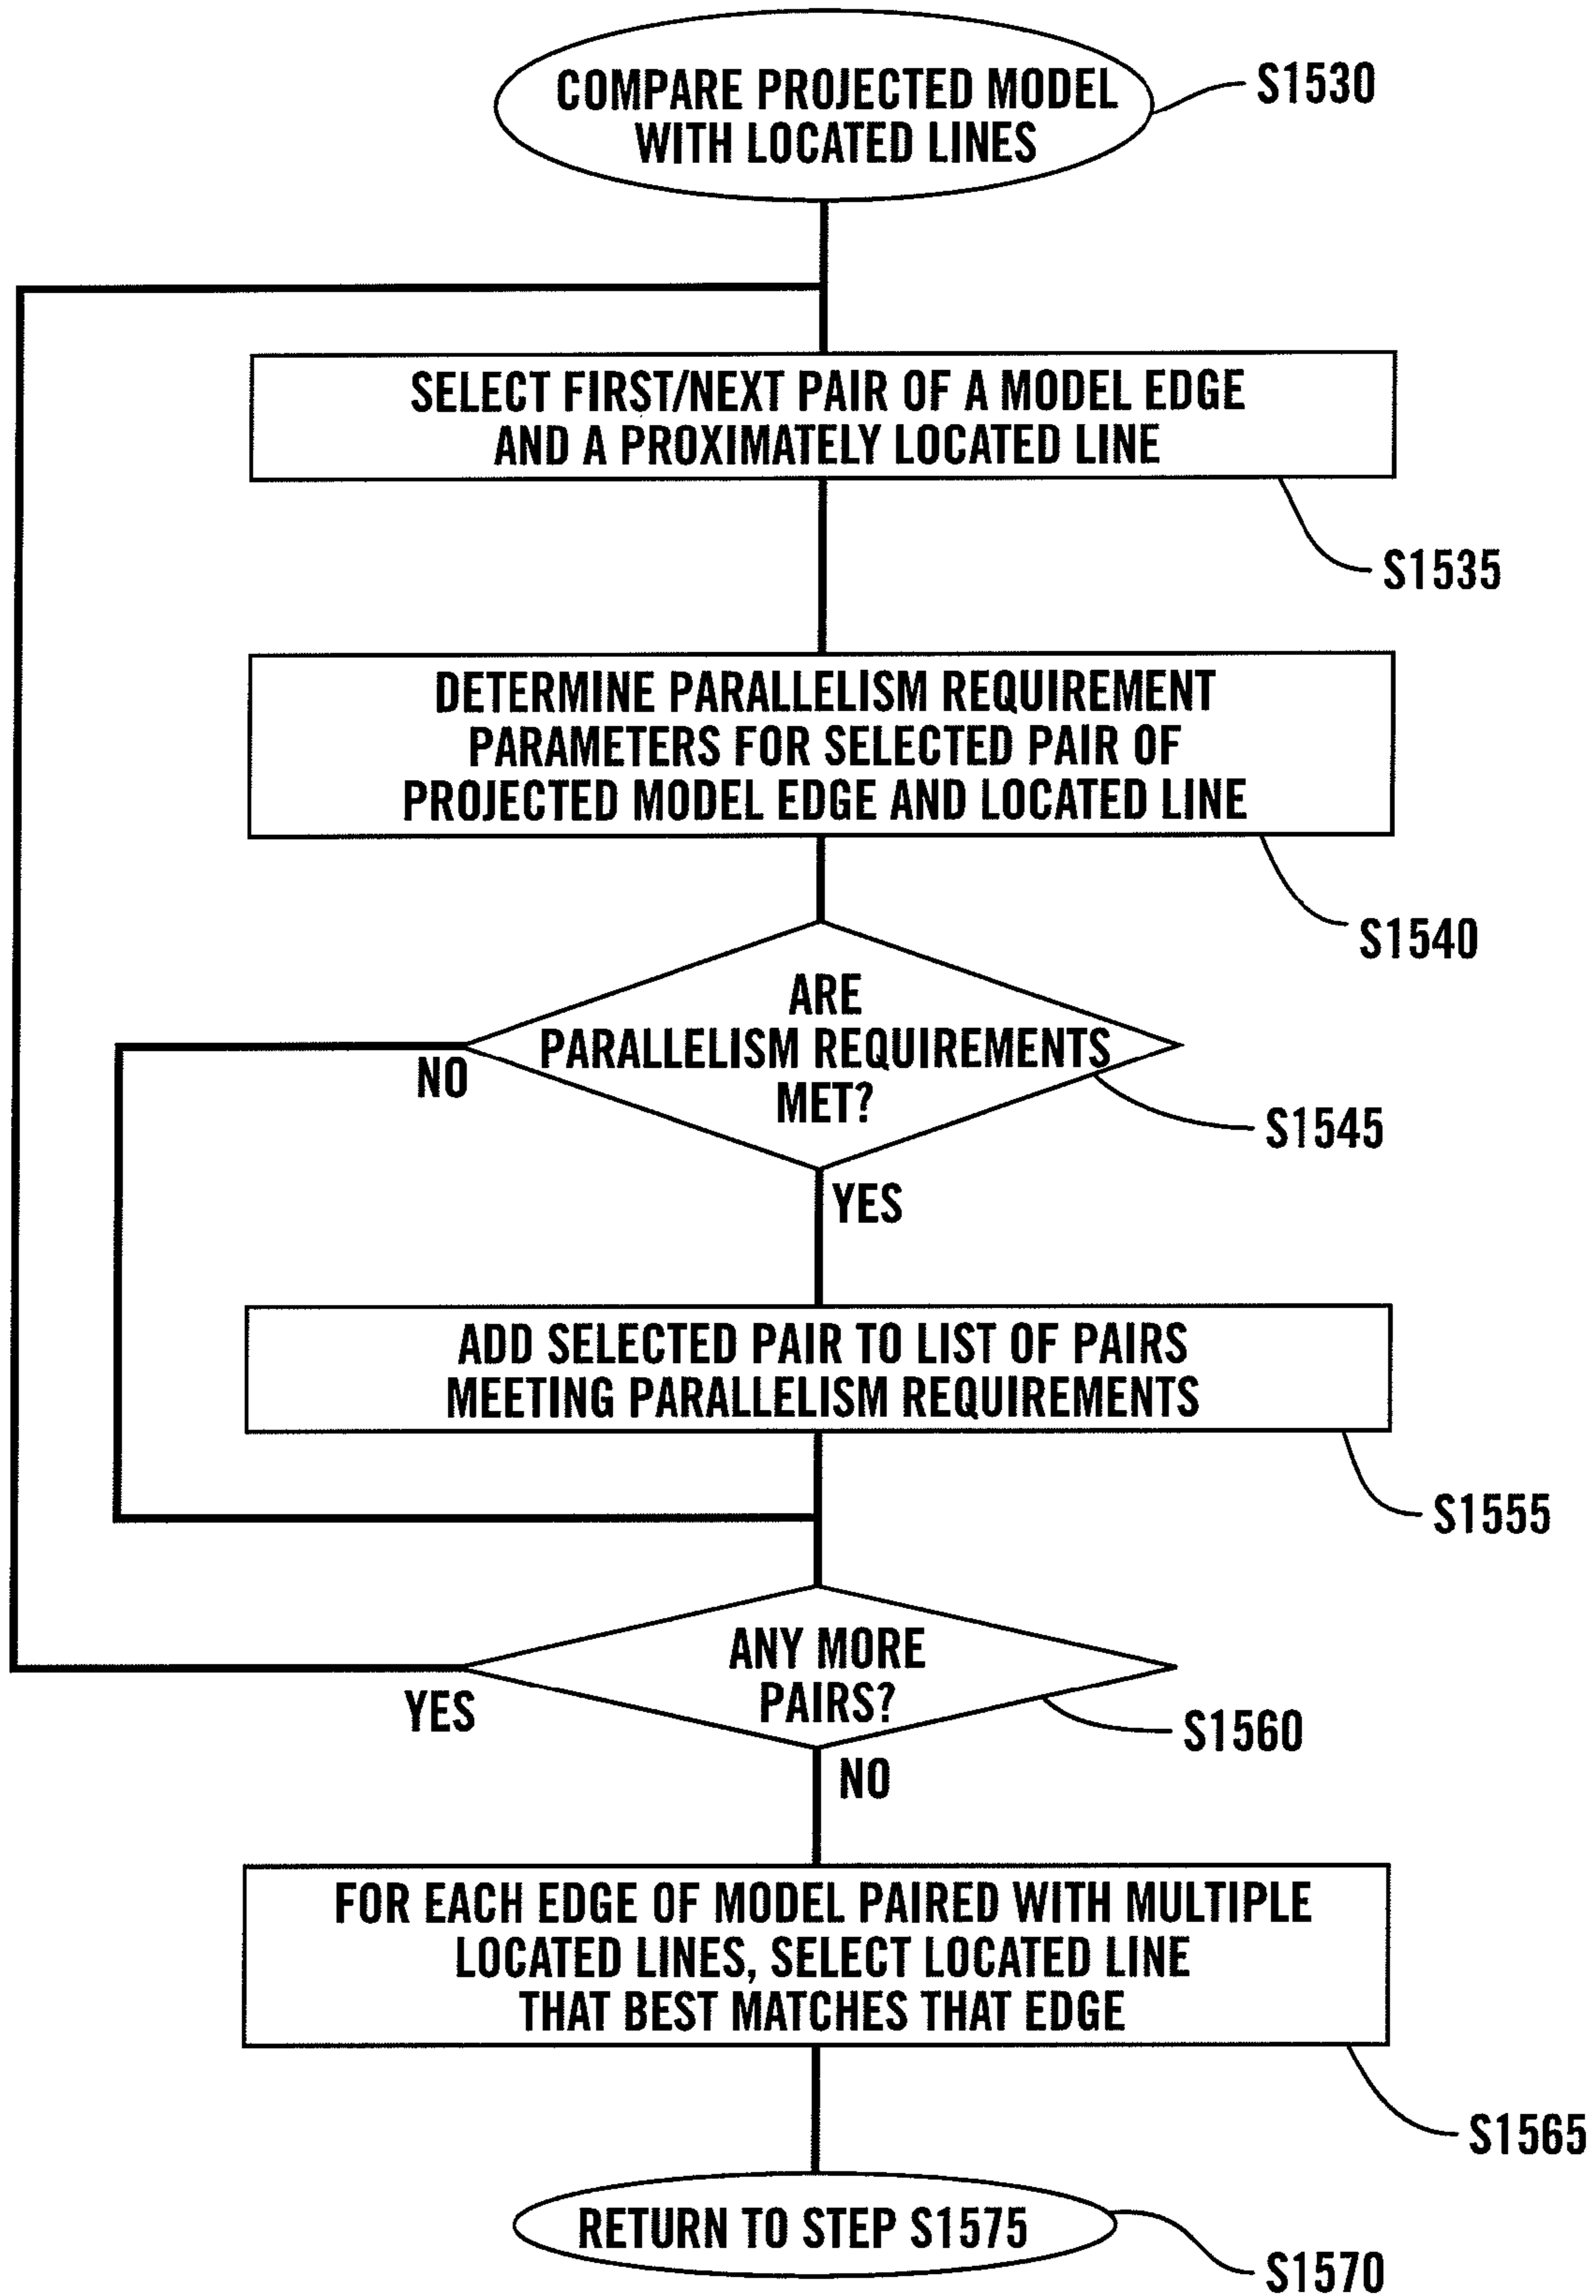 COMPARE PROJECTED MODEL
WITH LOCATED LINES
S1530
SELECT FIRST/NEXT PAIR OF A MODEL EDGE
AND A PROXIMATELY LOCATED LINE
S1535
DETERMINE PARALLELISM REQUIREMENT
PARAMETERS FOR SELECTED PAIR OF
PROJECTED MODEL EDGE AND LOCATED LINE
S1540
ARE
PARALLELISM REQUIREMENTS
MET?
NO
S1545
YES
ADD SELECTED PAIR TO LIST OF PAIRS
MEETING PARALLELISM REQUIREMENTS
S1555
ANY MORE
PAIRS?
YES
S1560
NO
FOR EACH EDGE OF MODEL PAIRED WITH MULTIPLE
LOCATED LINES, SELECT LOCATED LINE
THAT BEST MATCHES THAT EDGE
S1565
RETURN TO STEP S1575
S1570